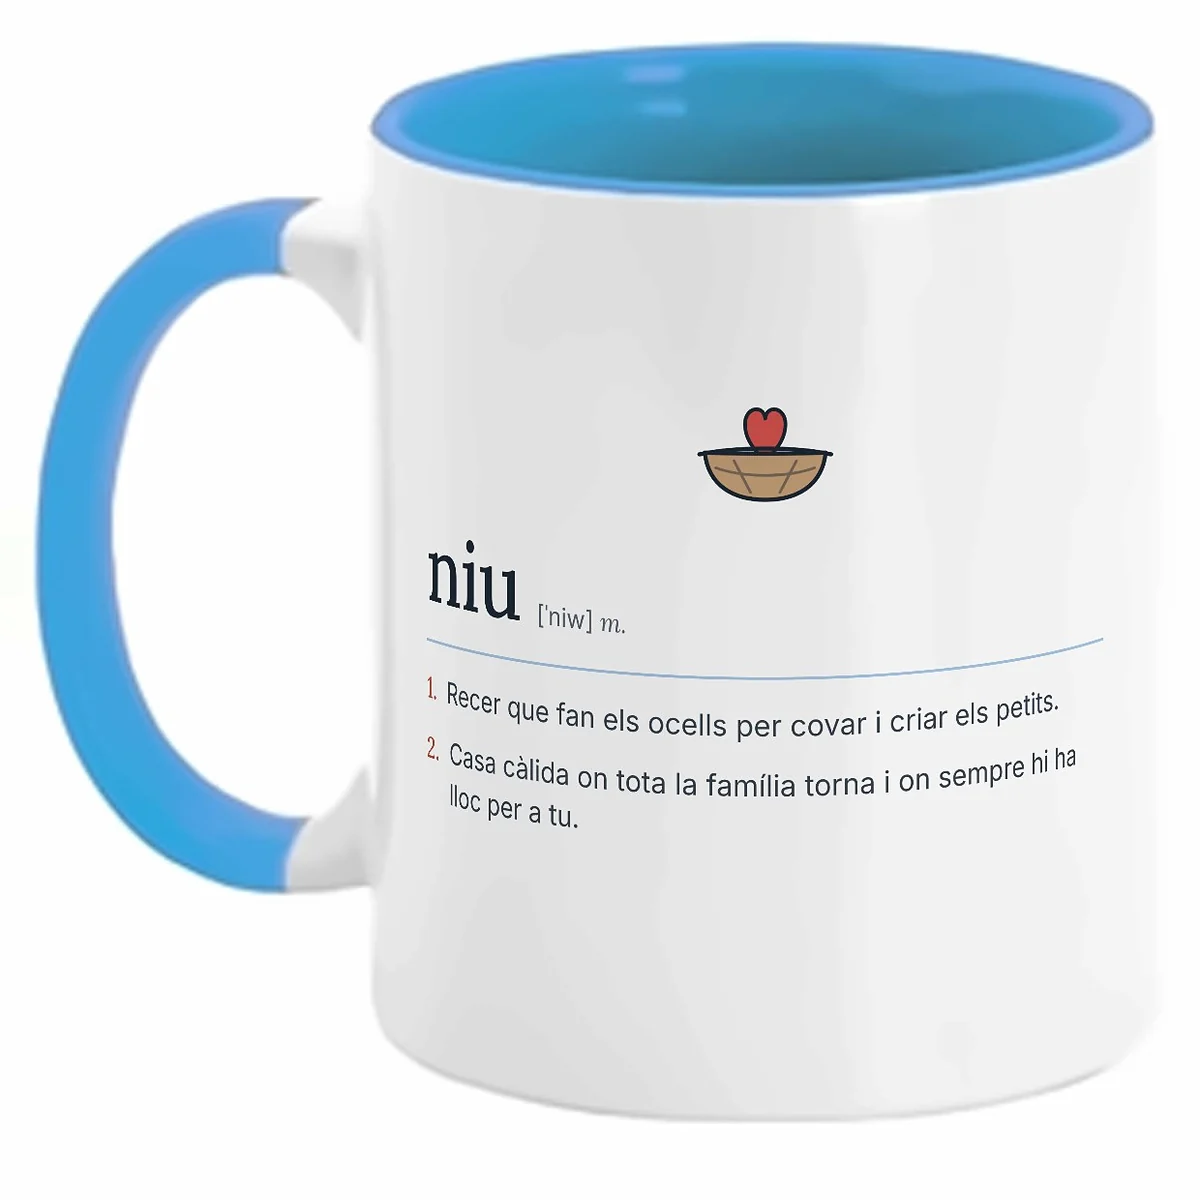 niu ['niw] m.
1. Recer que fan els ocells per covar i criar els petits.
2. Casa càlida on tota la família torna i on sempre hi ha
lloc per a tu.